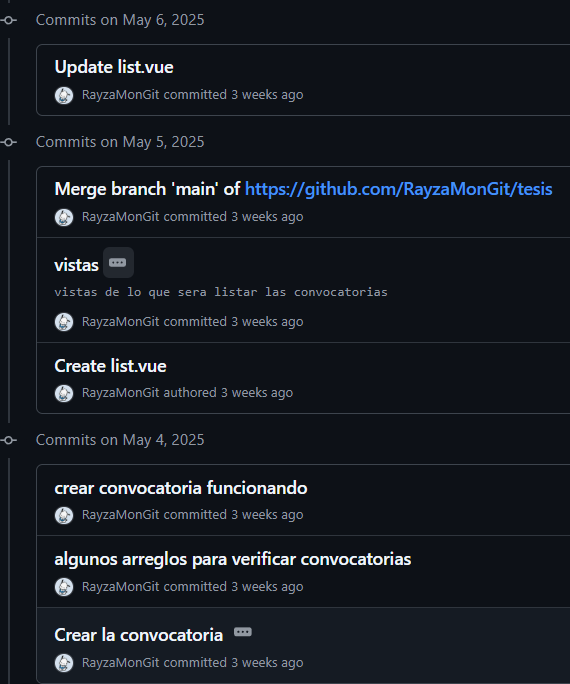 Commits on May 6, 2025
Update list.vue
RayzaMonGit committed 3 weeks ago
Commits on May 5, 2025
Merge branch 'main' of https://github.com/RayzaMonGit/tesis
RayzaMonGit committed 3 weeks ago
vistas
vistas de lo que sera listar las convocatorias
RayzaMonGit committed 3 weeks ago
Create list.vue
RayzaMonGit authored 3 weeks ago
Commits on May 4, 2025
crear convocatoria funcionando
RayzaMonGit committed 3 weeks ago
algunos arreglos para verificar convocatorias
RayzaMonGit committed 3 weeks ago
Crear la convocatoria
RayzaMonGit committed 3 weeks ago